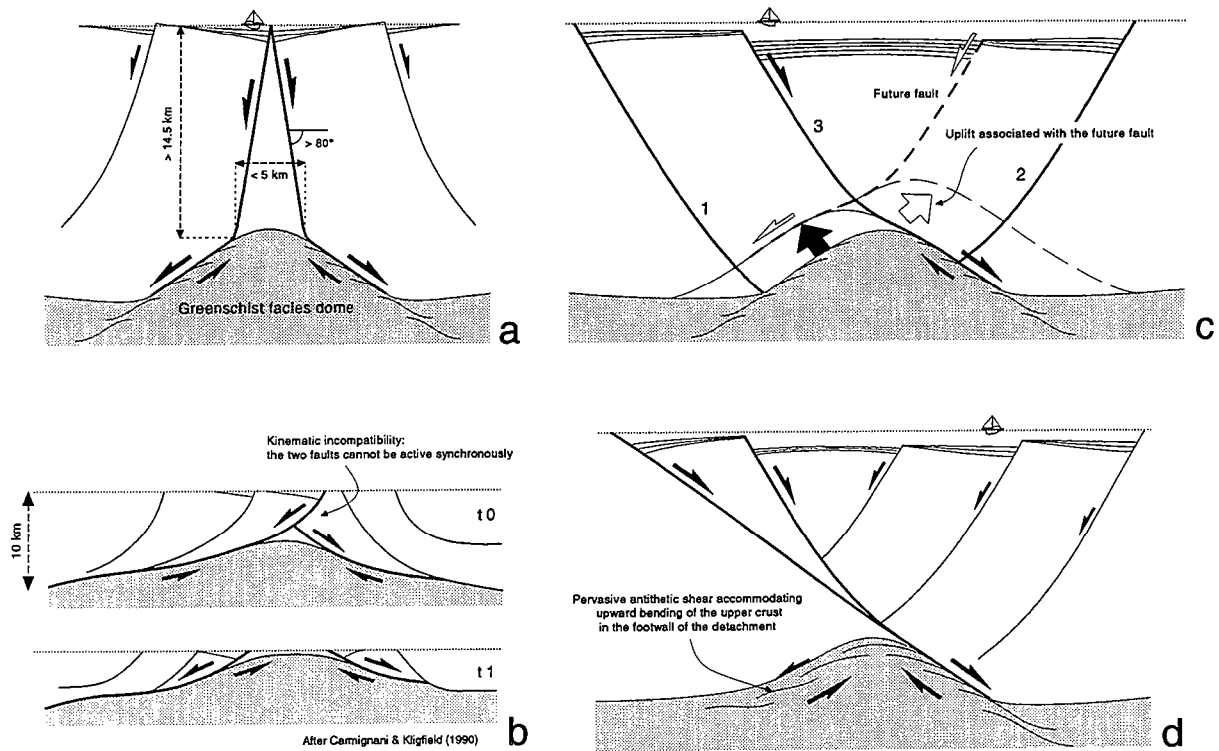 > 14.5 km
> 80°
< 5 km
Greenschist facies dome
a
Future fault
3
Uplift associated with the future fault
2
1
c
Kinematic incompatibility:
the two faults cannot be active synchronously
10 km
t 0
t 1
After Carmignani & Kligfield (1990)
b
Pervasive antithetic shear accommodating
upward bending of the upper crust
in the footwall of the detachment
d